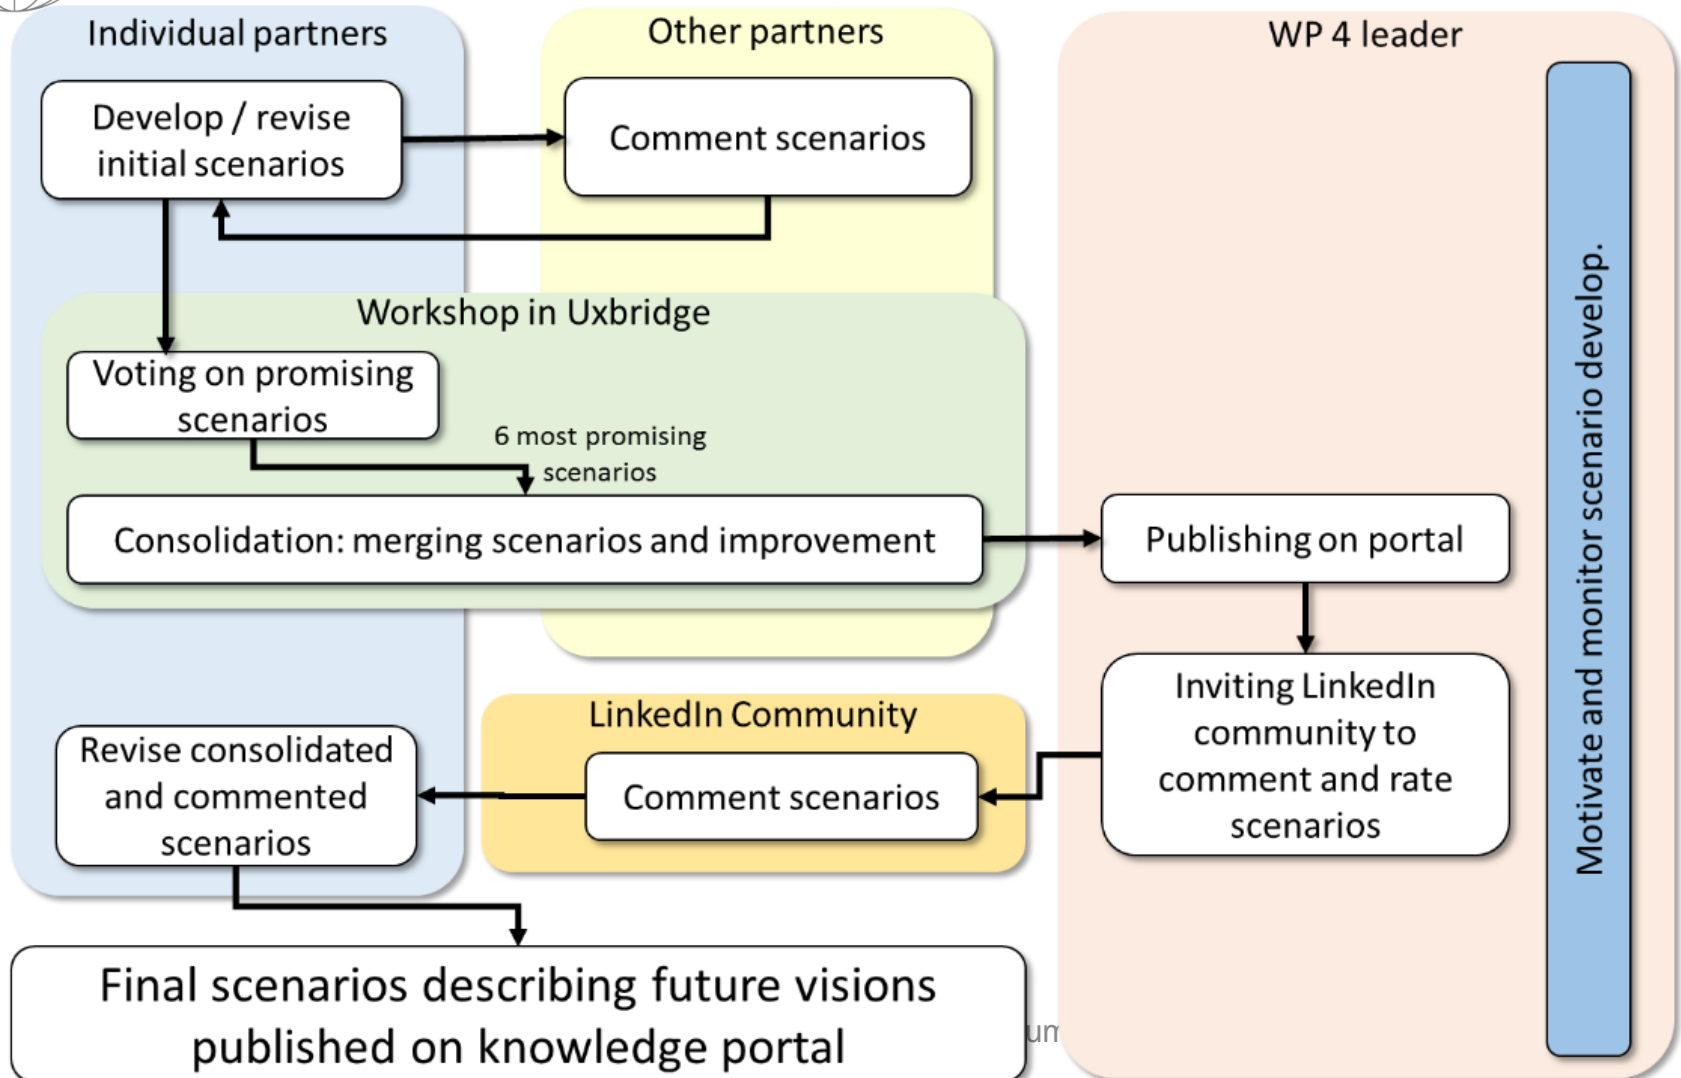 Individual partners
Other partners
WP 4 leader
Develop / revise
initial scenarios
Comment scenarios
Workshop in Uxbridge
Voting on promising
scenarios
6 most promising
scenarios
Consolidation: merging scenarios and improvement
Publishing on portal
Inviting LinkedIn
community to
comment and rate
scenarios
LinkedIn Community
Comment scenarios
Revise consolidated
and commented
scenarios
Final scenarios describing future visions
published on knowledge portal
Motivate and monitor scenario develop.